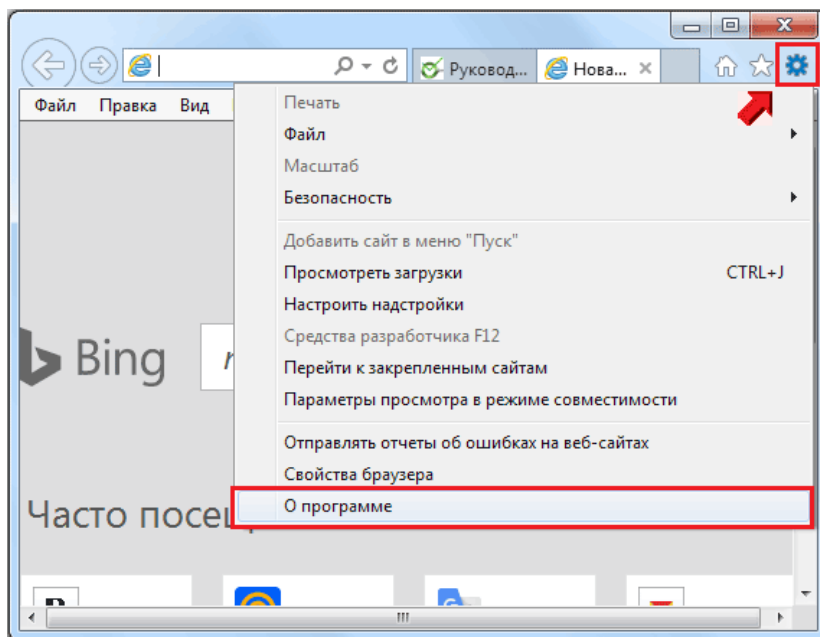 Руковод... Нова...
Файл Правка Вид
Печать
Файл
Масштаб
Безопасность
Добавить сайт в меню "Пуск"
Просмотреть загрузки CTRL+J
Настроить надстройки
Средства разработчика F12
Перейти к закрепленным сайтам
Параметры просмотра в режиме совместимости
Отправлять отчеты об ошибках на веб-сайтах
Свойства браузера
О программе
Bing
Часто